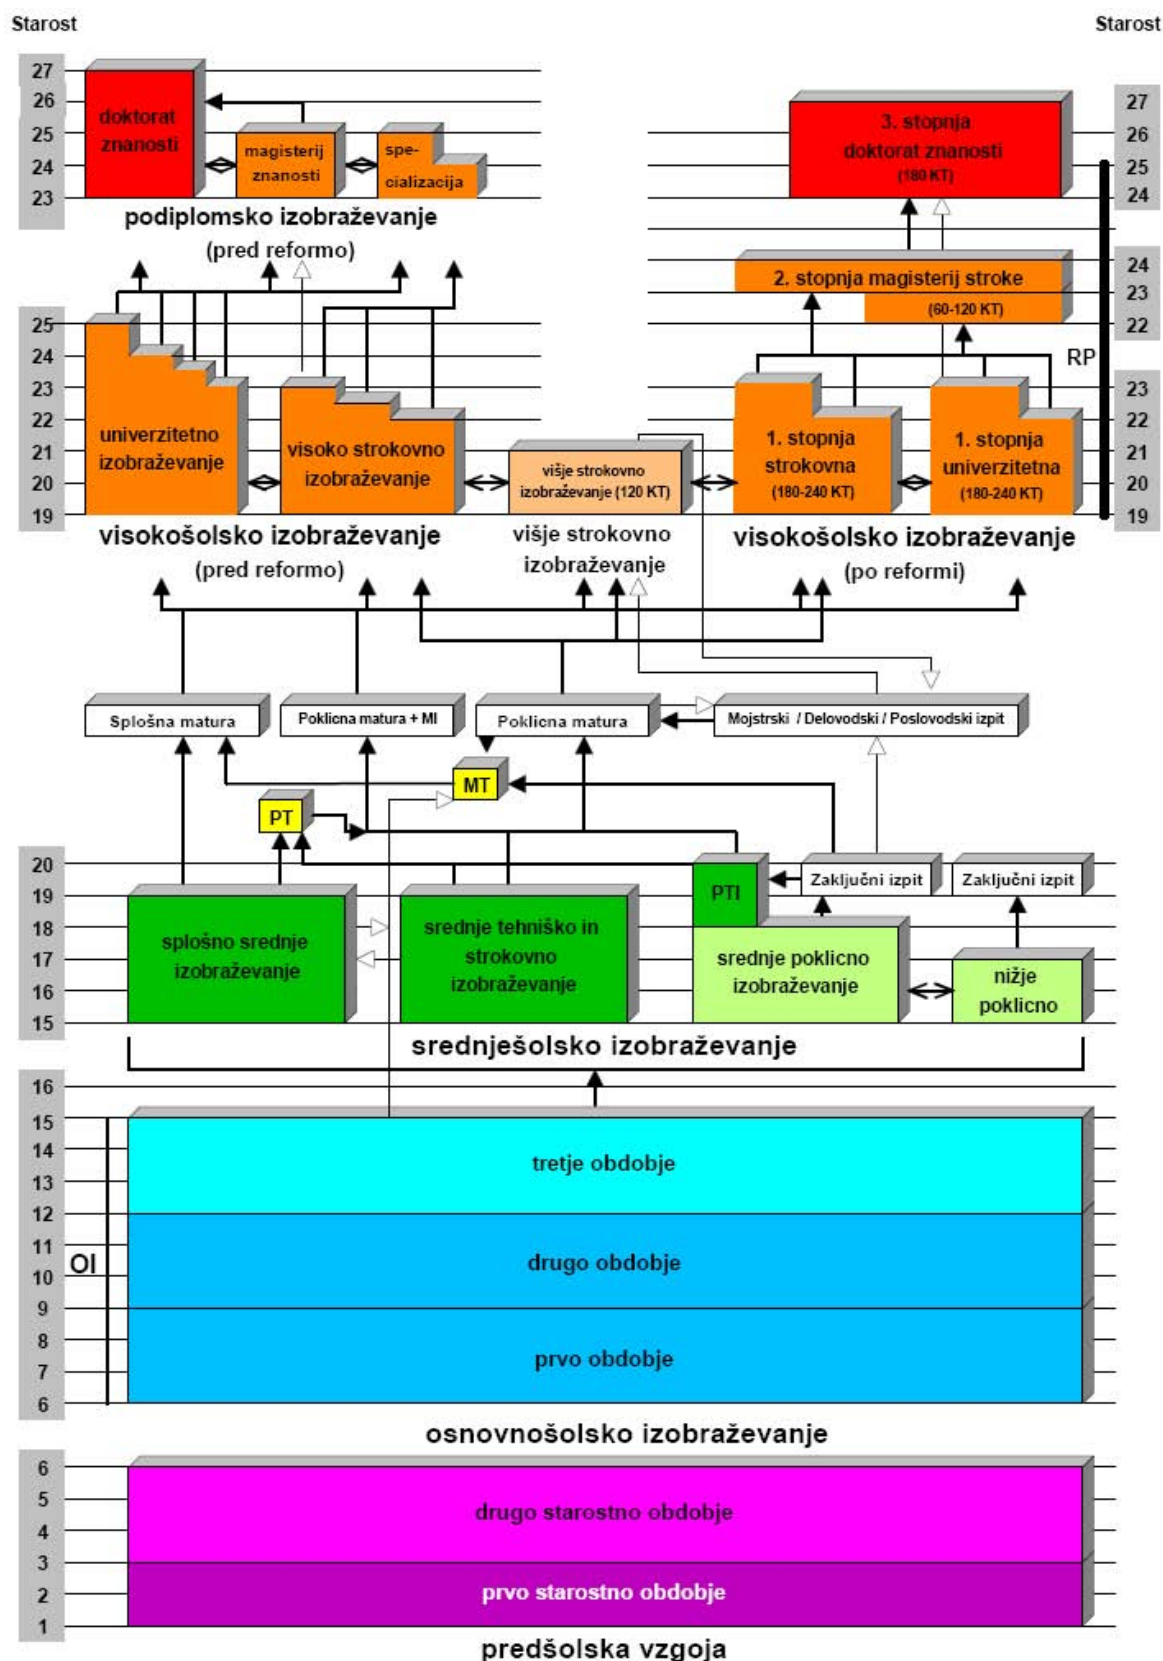 Starost
Starost
27
26
25
24
23
doktorat
znanosti
magisterij
znanosti
spe-
cializacija
podiplomsko izobraževanje
(pred reformo)
27
26
25
24
3. stopnja
doktorat znanosti
(180 KT)
24
23
22
2. stopnja magisterij stroke
(60-120 KT)
RP
25
24
23
22
21
20
19
univerzitetno
izobraževanje
visoko strokovno
izobraževanje
višje strokovno
izobraževanje (120 KT)
1. stopnja
strokovna
(180-240 KT)
1. stopnja
univerzitetna
(180-240 KT)
23
22
21
20
19
visokošolsko izobraževanje
(pred reformo)
višje strokovno
izobraževanje
visokošolsko izobraževanje
(po reformi)
Splošna matura
Poklicna matura + MI
Poklicna matura
Mojstrski / Delovodski / Poslovodski izpit
MT
PT
20
19
18
17
16
15
splošno srednje
izobraževanje
srednje tehniško in
strokovno
izobraževanje
PTI
Zaključni izpit
Zaključni izpit
srednje poklicno
izobraževanje
nižje
poklicno
srednješolsko izobraževanje
16
15
14
13
12
11
10
9
8
7
6
OI
tretje obdobje
drugo obdobje
prvo obdobje
osnovnošolsko izobraževanje
6
5
4
3
2
1
drugo starostno obdobje
prvo starostno obdobje
predšolska vzgoja